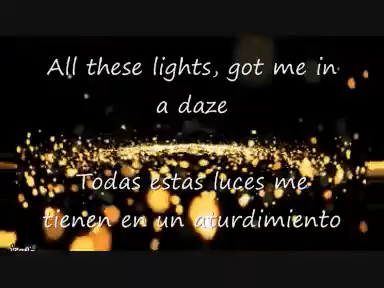 All these lights, got me in
a daze
Todas estas luces me
tienen en un aturdimiento